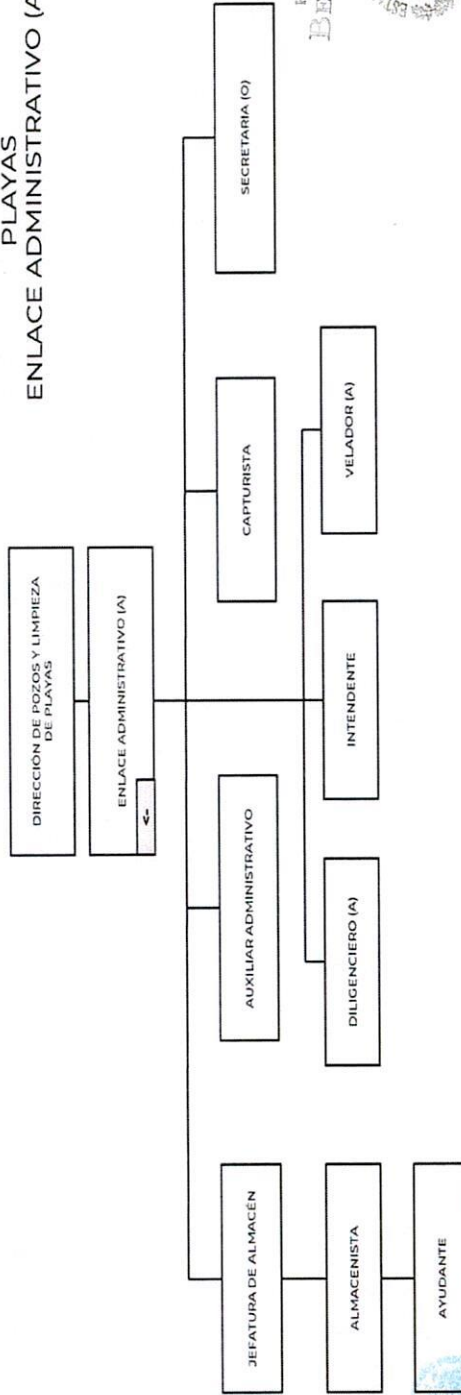 PLAYAS
ENLACE ADMINISTRATIVO (A
DIRECCIÓN DE POZOS Y LIMPIEZA
DE PLAYAS
ENLACE ADMINISTRATIVO (A)
<-
JEFATURA DE ALMACÉN
AUXILIAR ADMINISTRATIVO
CAPTURISTA
SECRETARIA (O)
ALMACENISTA
DILIGENCIERO (A)
INTENDENTE
VELADOR (A)
AYUDANTE